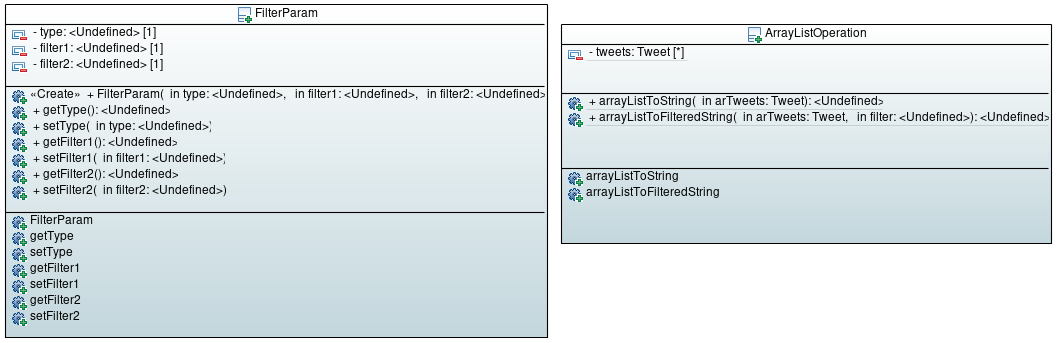 FilterParam
- type: <Undefined> [1]
- filter1: <Undefined> [1]
- filter2: <Undefined> [1]
«Create» + FilterParam( in type: <Undefined>, in filter1: <Undefined>, in filter2: <Undefined>
+ getType(): <Undefined>
+ setType( in type: <Undefined>)
+ getFilter1(): <Undefined>
+ setFilter1( in filter1: <Undefined>)
+ getFilter2(): <Undefined>
+ setFilter2( in filter2: <Undefined>)
FilterParam
getType
setType
getFilter1
setFilter1
getFilter2
setFilter2
ArrayListOperation
- tweets: Tweet [*]
+ arrayListToString( in arTweets: Tweet): <Undefined>
+ arrayListToFilteredString( in arTweets: Tweet, in filter: <Undefined>): <Undefined>
arrayListToString
arrayListToFilteredString